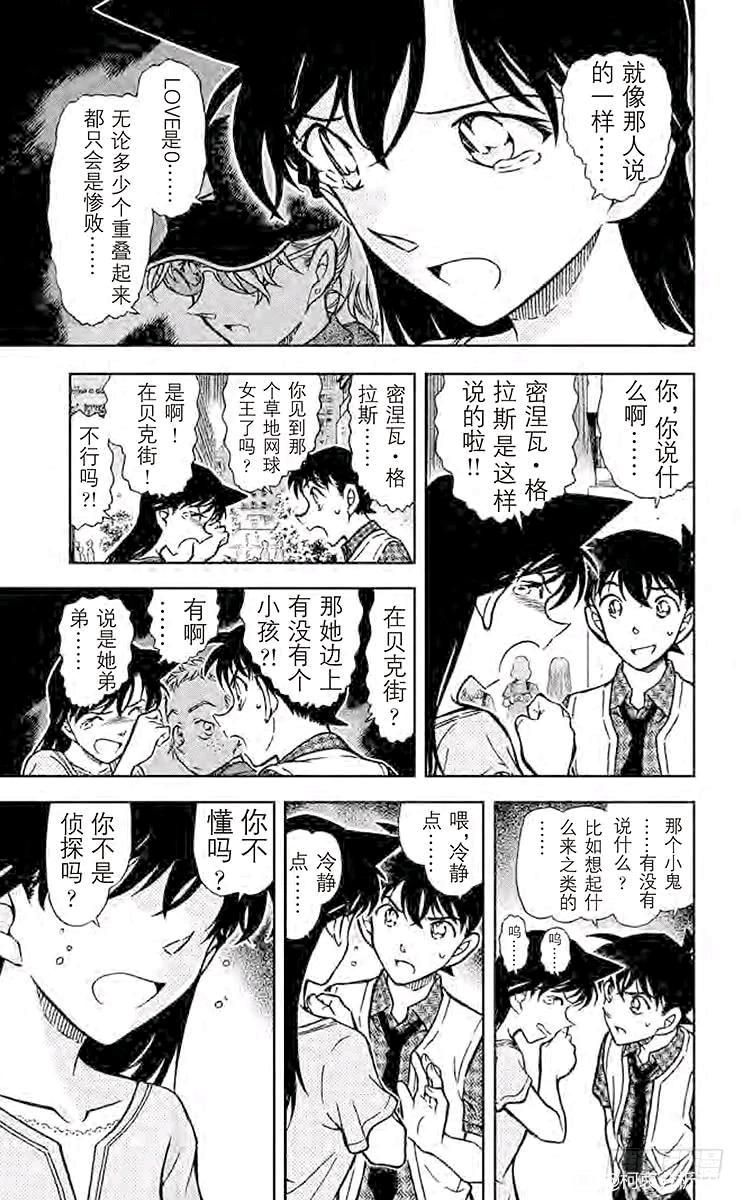 就像那人说
的一样……
LOVE是0……
无论多少个重叠起来
都只会是惨败……
你,你说什
么啊……
密涅瓦·格
拉斯是这样
说的啦!!
密涅瓦·格
拉斯……
你见到那
个草地网球
女王了吗?
是啊!
在贝克街!
不行吗?!
在贝克街?
那她边上
有没有个
小孩?!
有啊
……
说是她弟
弟……
那个小鬼
……有没有
说什么?
比如想起什
么来之类的
……
呜
……
呜
……
喂,冷静
点……
冷静
点……
你不
懂吗?
你不是
侦探吗?